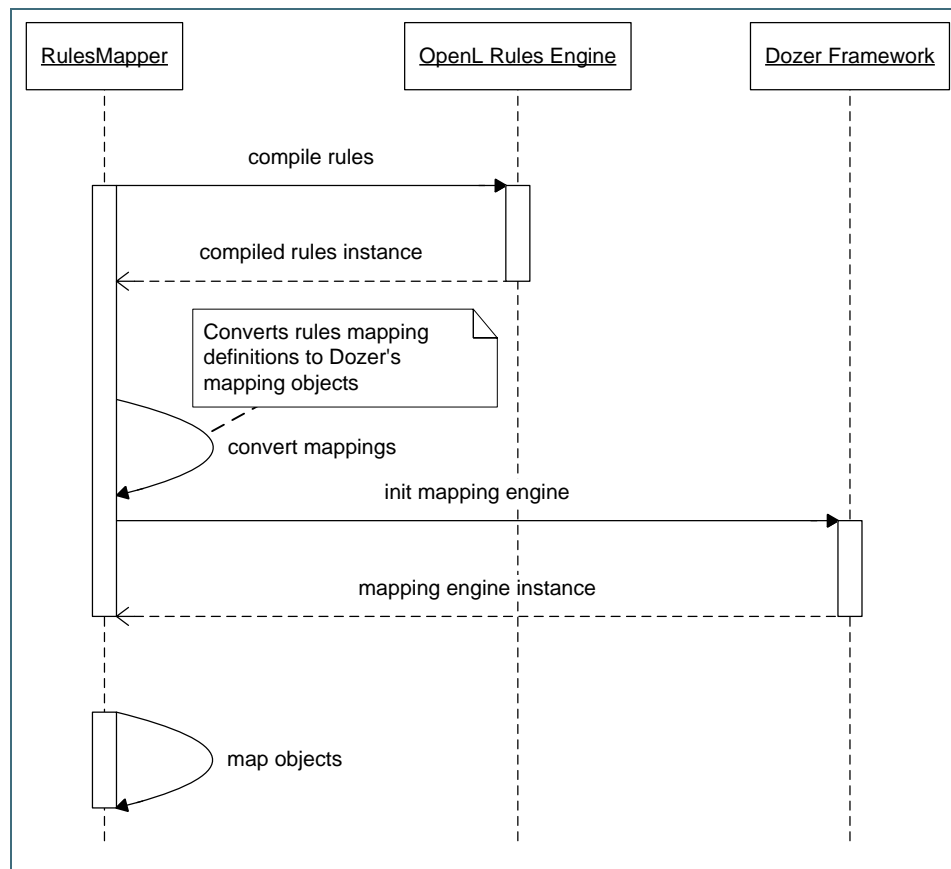 RulesMapper
OpenL Rules Engine
Dozer Framework
compile rules
compiled rules instance
Converts rules mapping
definitions to Dozer's
mapping objects
convert mappings
init mapping engine
mapping engine instance
map objects